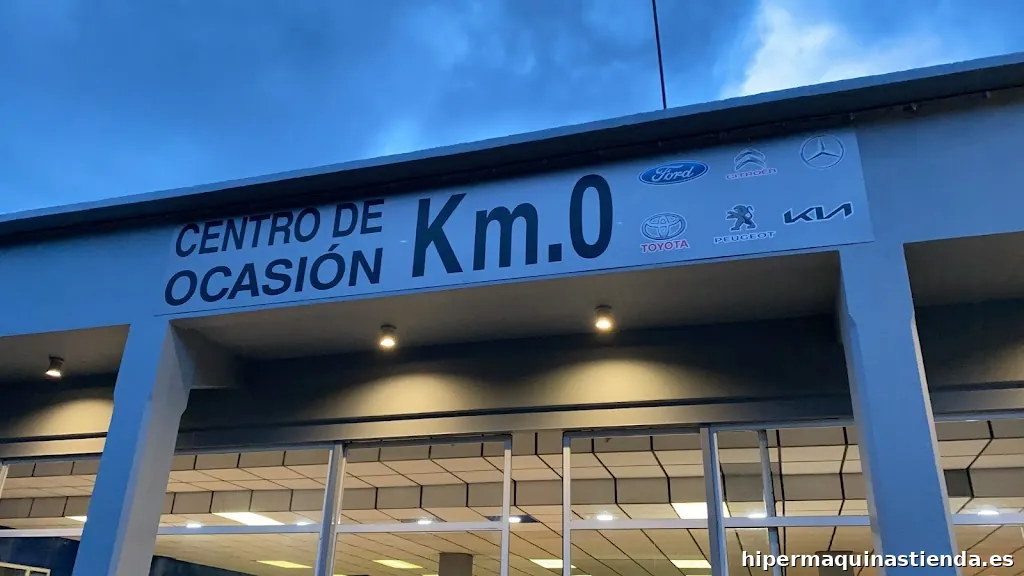 CENTRO DE
OCASIÓN
Km.0
Ford
CITROËN
TOYOTA
PEUGEOT
KIA
hipermaquinastienda.es